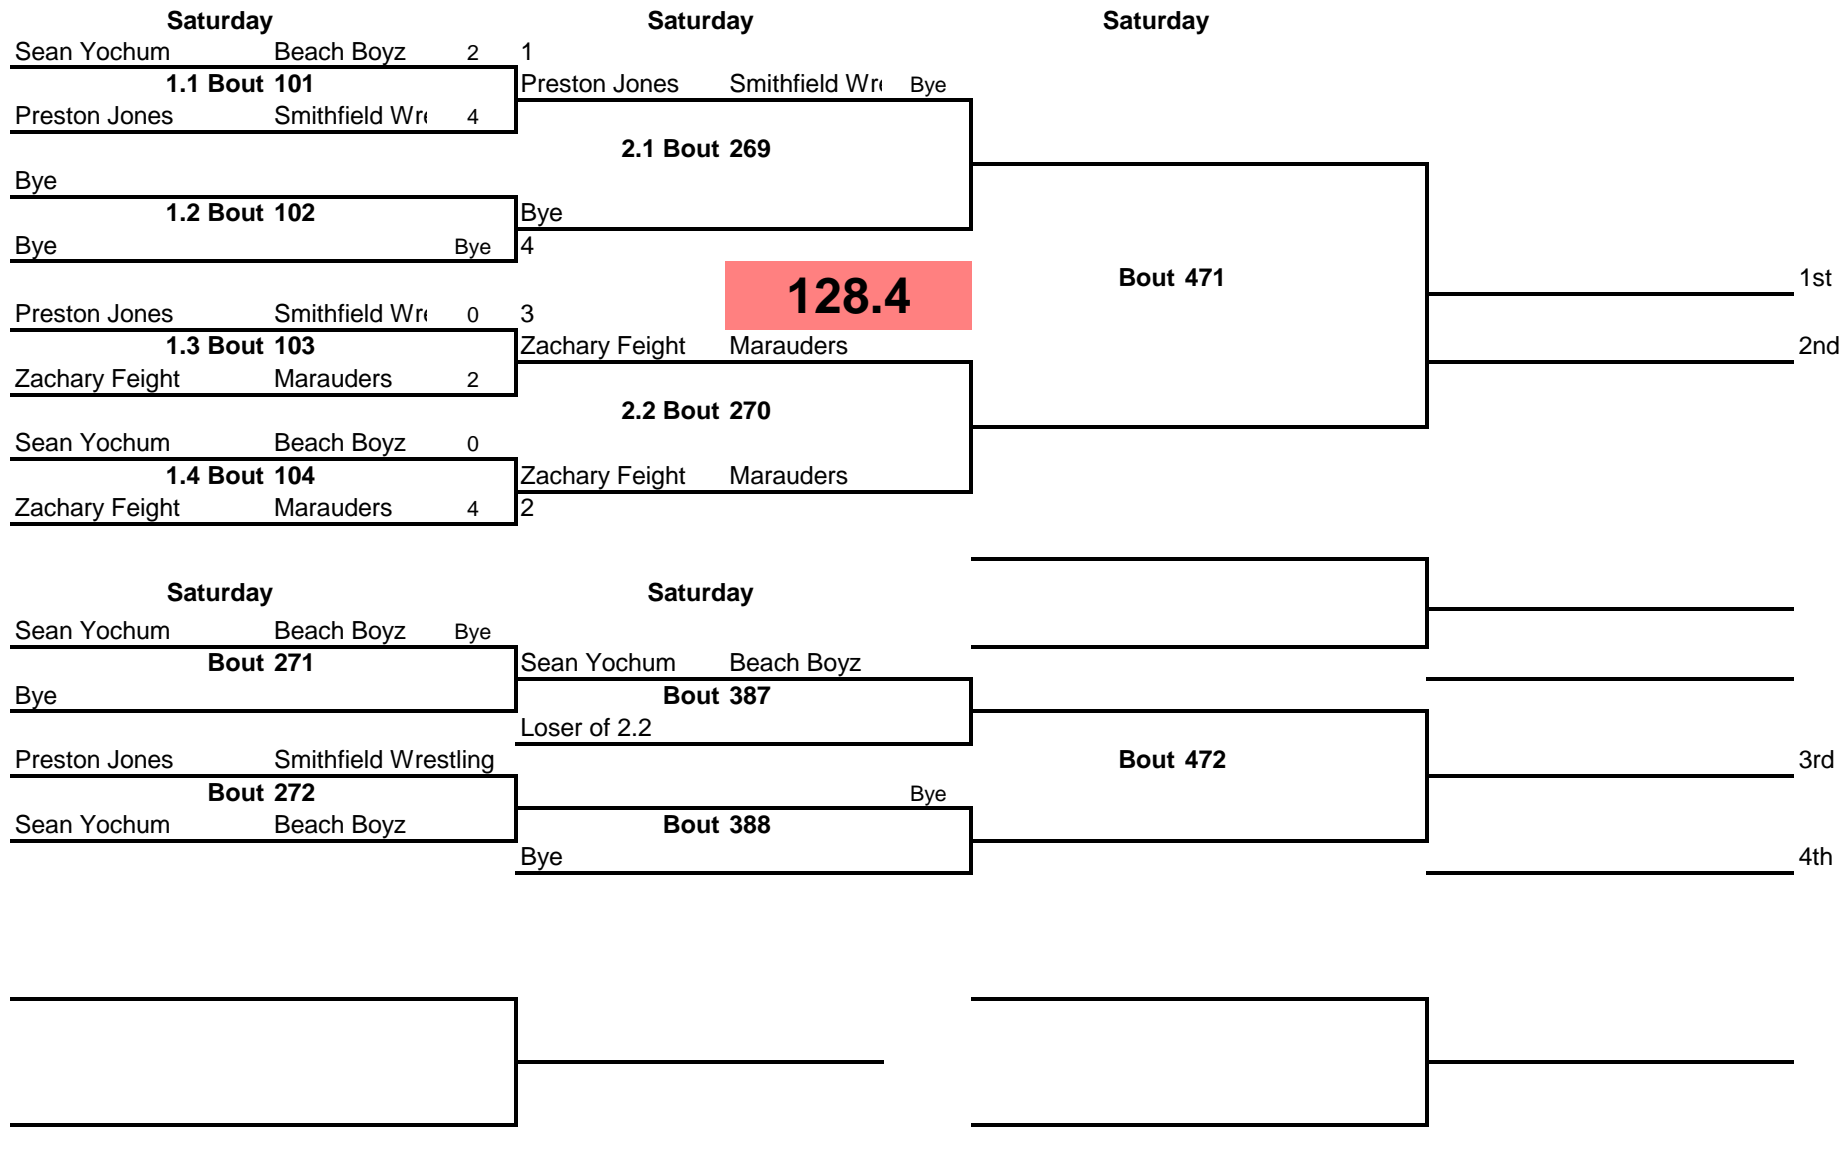 Saturday Saturday Saturday
Sean Yochum Beach Boyz 2 1
1.1 Bout 101 Preston Jones Smithfield Wre Bye
Preston Jones Smithfield Wre 4
2.1 Bout 269
Bye
1.2 Bout 102 Bye
Bye Bye 4
128.4 Bout 471 1st
Preston Jones Smithfield Wre 0 3
1.3 Bout 103 Zachary Feight Marauders 2nd
Zachary Feight Marauders 2
2.2 Bout 270
Sean Yochum Beach Boyz 0
1.4 Bout 104 Zachary Feight Marauders
Zachary Feight Marauders 4 2
Saturday Saturday
Sean Yochum Beach Boyz Bye
Bout 271 Sean Yochum Beach Boyz
Bye Bout 387
Loser of 2.2
Preston Jones Smithfield Wrestling Bout 472 3rd
Bout 272 Bye
Sean Yochum Beach Boyz Bout 388
Bye 4th